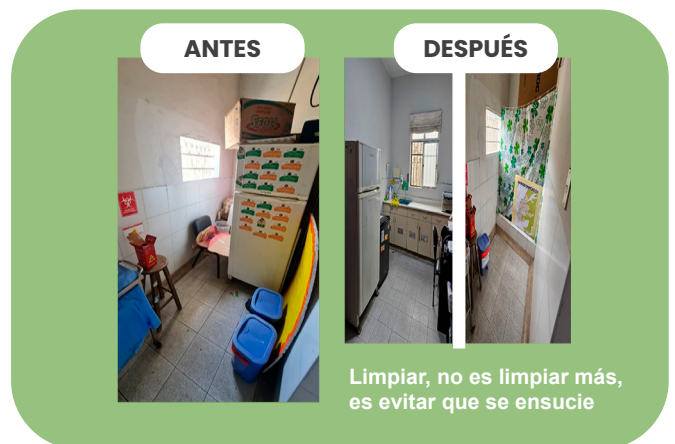 ANTES
DESPUÉS
Limpiar, no es limpiar más,
es evitar que se ensucie